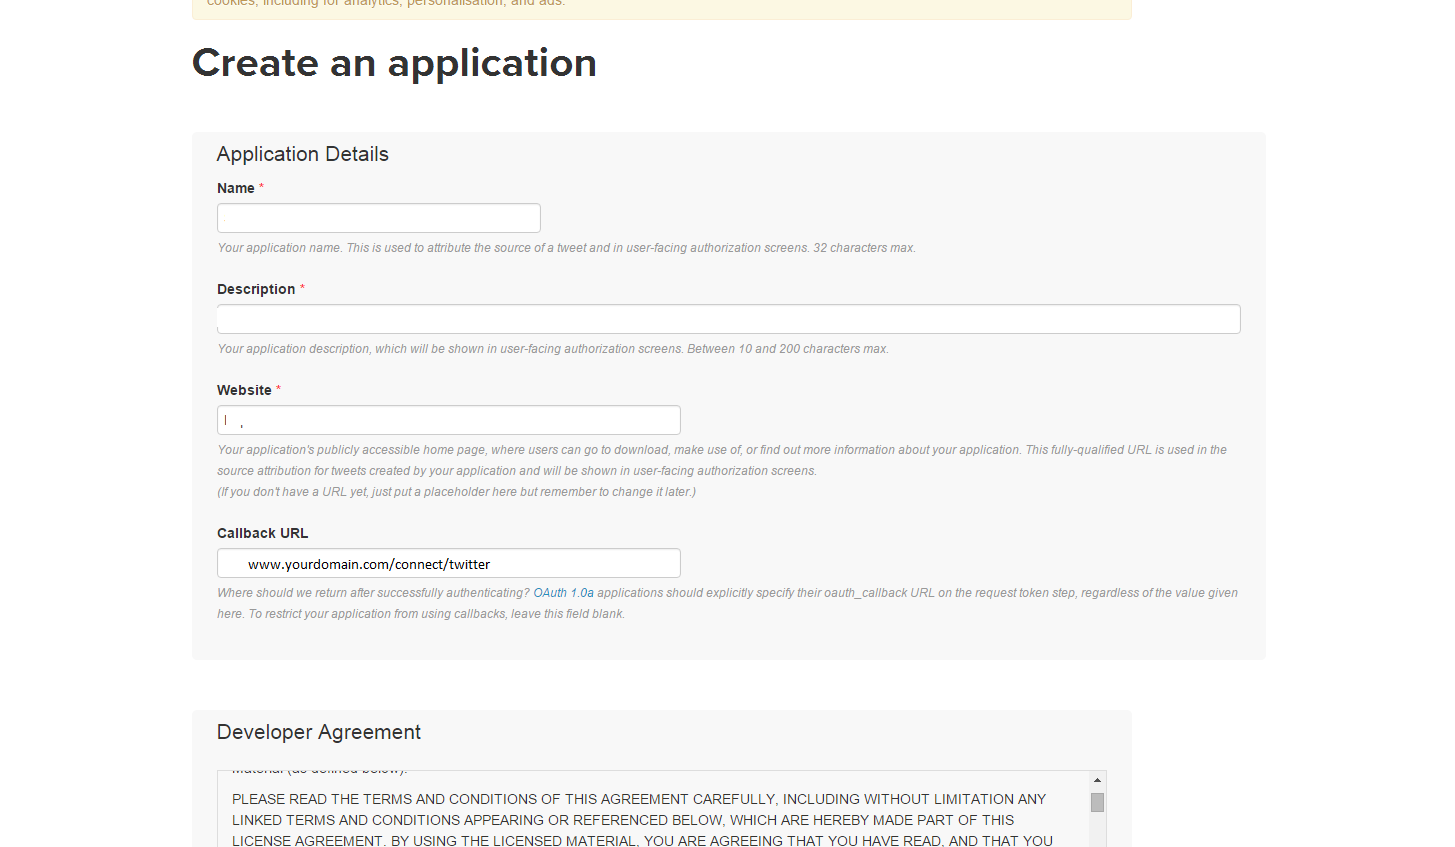 cookies, including for analytics, personalisation, and ads.
Create an application
Application Details
Name *
Your application name. This is used to attribute the source of a tweet and in user-facing authorization screens. 32 characters max.
Description *
Your application description, which will be shown in user-facing authorization screens. Between 10 and 200 characters max.
Website *
Your application's publicly accessible home page, where users can go to download, make use of, or find out more information about your application. This fully-qualified URL is used in the
source attribution for tweets created by your application and will be shown in user-facing authorization screens.
(If you don't have a URL yet, just put a placeholder here but remember to change it later.)
Callback URL
www.yourdomain.com/connect/twitter
Where should we return after successfully authenticating? OAuth 1.0a applications should explicitly specify their oauth_callback URL on the request token step, regardless of the value given
here. To restrict your application from using callbacks, leave this field blank.
Developer Agreement
Material (as defined below).
PLEASE READ THE TERMS AND CONDITIONS OF THIS AGREEMENT CAREFULLY, INCLUDING WITHOUT LIMITATION ANY
LINKED TERMS AND CONDITIONS APPEARING OR REFERENCED BELOW, WHICH ARE HEREBY MADE PART OF THIS
LICENSE AGREEMENT. BY USING THE LICENSED MATERIAL, YOU ARE AGREEING THAT YOU HAVE READ, AND THAT YOU